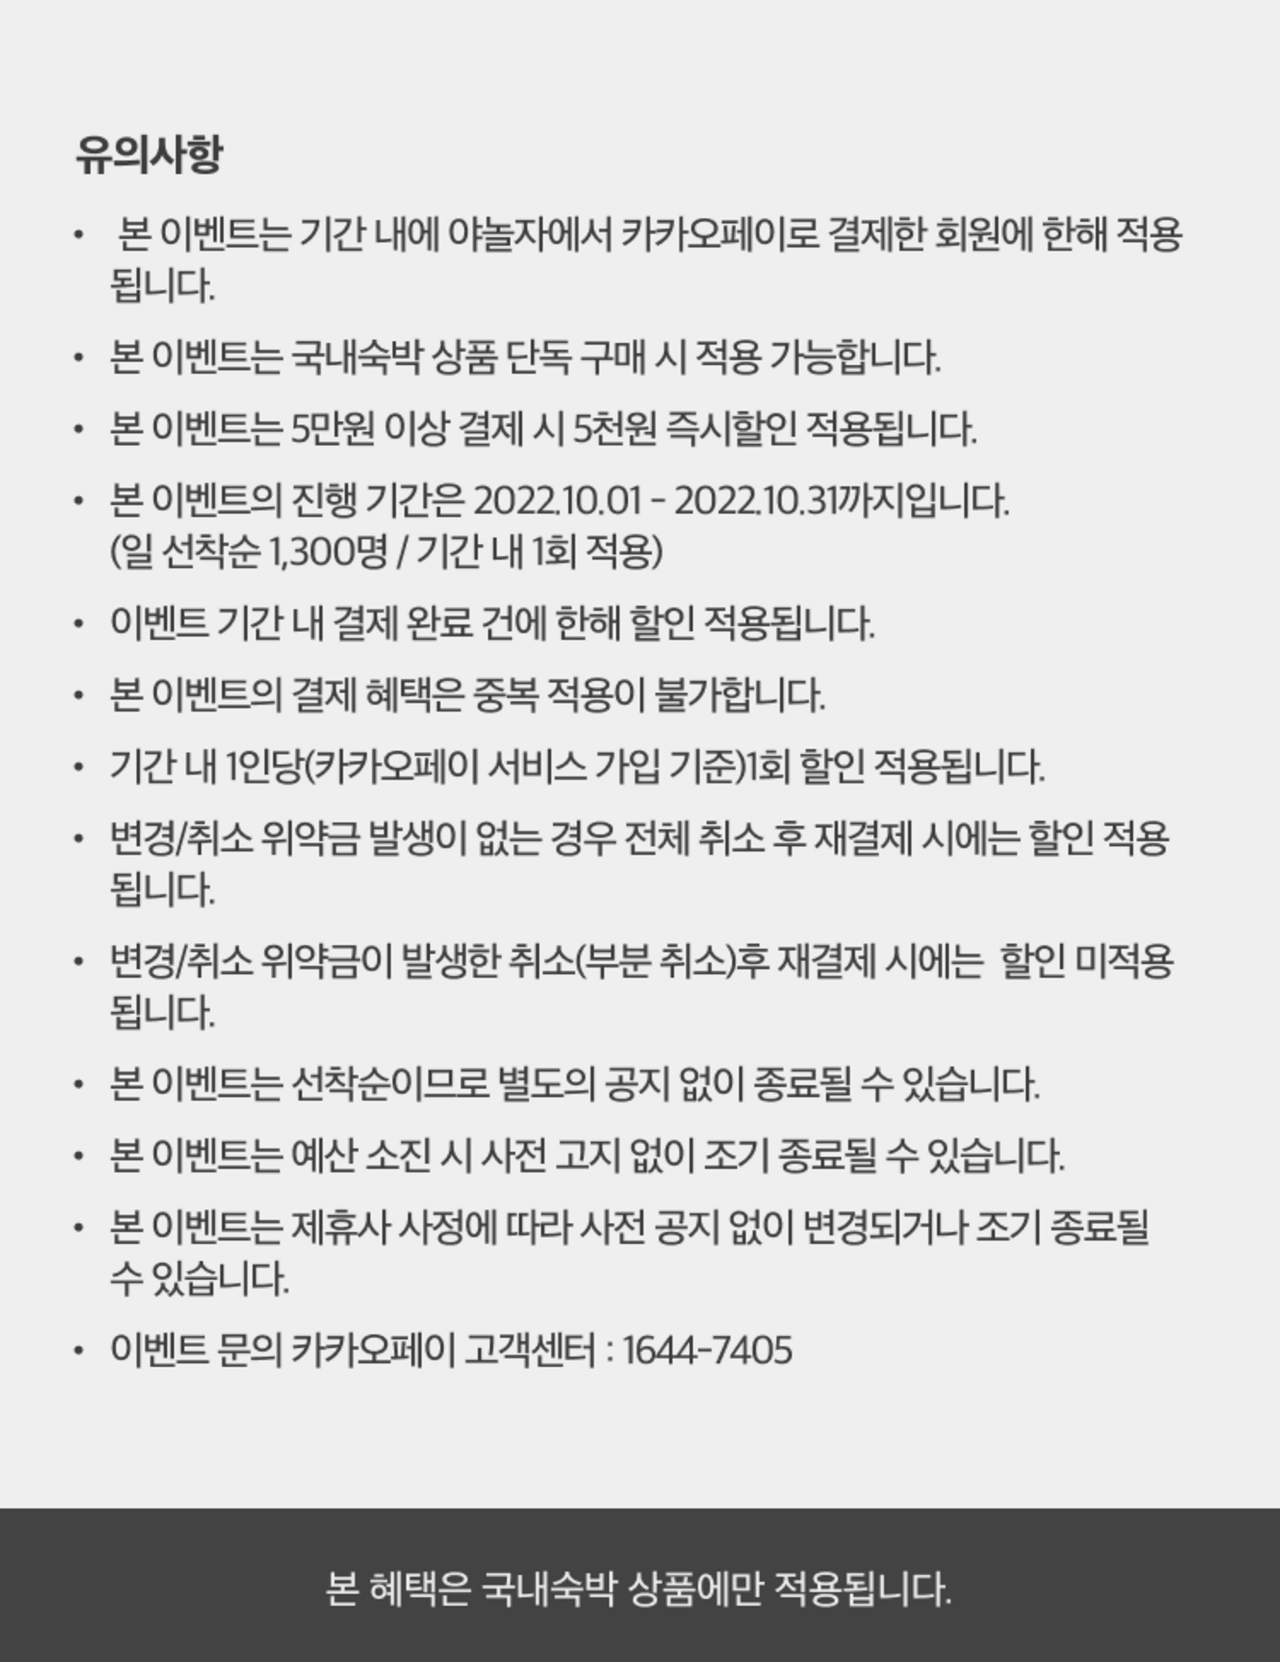 유의사항
• 본 이벤트는 기간 내에 야놀자에서 카카오페이로 결제한 회원에 한해 적용
됩니다.
• 본 이벤트는 국내숙박 상품 단독 구매 시 적용 가능합니다.
• 본 이벤트는 5만원 이상 결제 시 5천원 즉시할인 적용됩니다.
• 본 이벤트의 진행 기간은 2022.10.01 - 2022.10.31까지입니다.
(일 선착순 1,300명 / 기간 내 1회 적용)
• 이벤트 기간 내 결제 완료 건에 한해 할인 적용됩니다.
• 본 이벤트의 결제 혜택은 중복 적용이 불가합니다.
• 기간 내 1인당(카카오페이 서비스 가입 기준)1회 할인 적용됩니다.
• 변경/취소 위약금 발생이 없는 경우 전체 취소 후 재결제 시에는 할인 적용
됩니다.
• 변경/취소 위약금이 발생한 취소(부분 취소)후 재결제 시에는 할인 미적용
됩니다.
• 본 이벤트는 선착순이므로 별도의 공지 없이 종료될 수 있습니다.
• 본 이벤트는 예산 소진 시 사전 고지 없이 조기 종료될 수 있습니다.
• 본 이벤트는 제휴사 사정에 따라 사전 공지 없이 변경되거나 조기 종료될
수 있습니다.
• 이벤트 문의 카카오페이 고객센터 : 1644-7405
본 혜택은 국내숙박 상품에만 적용됩니다.